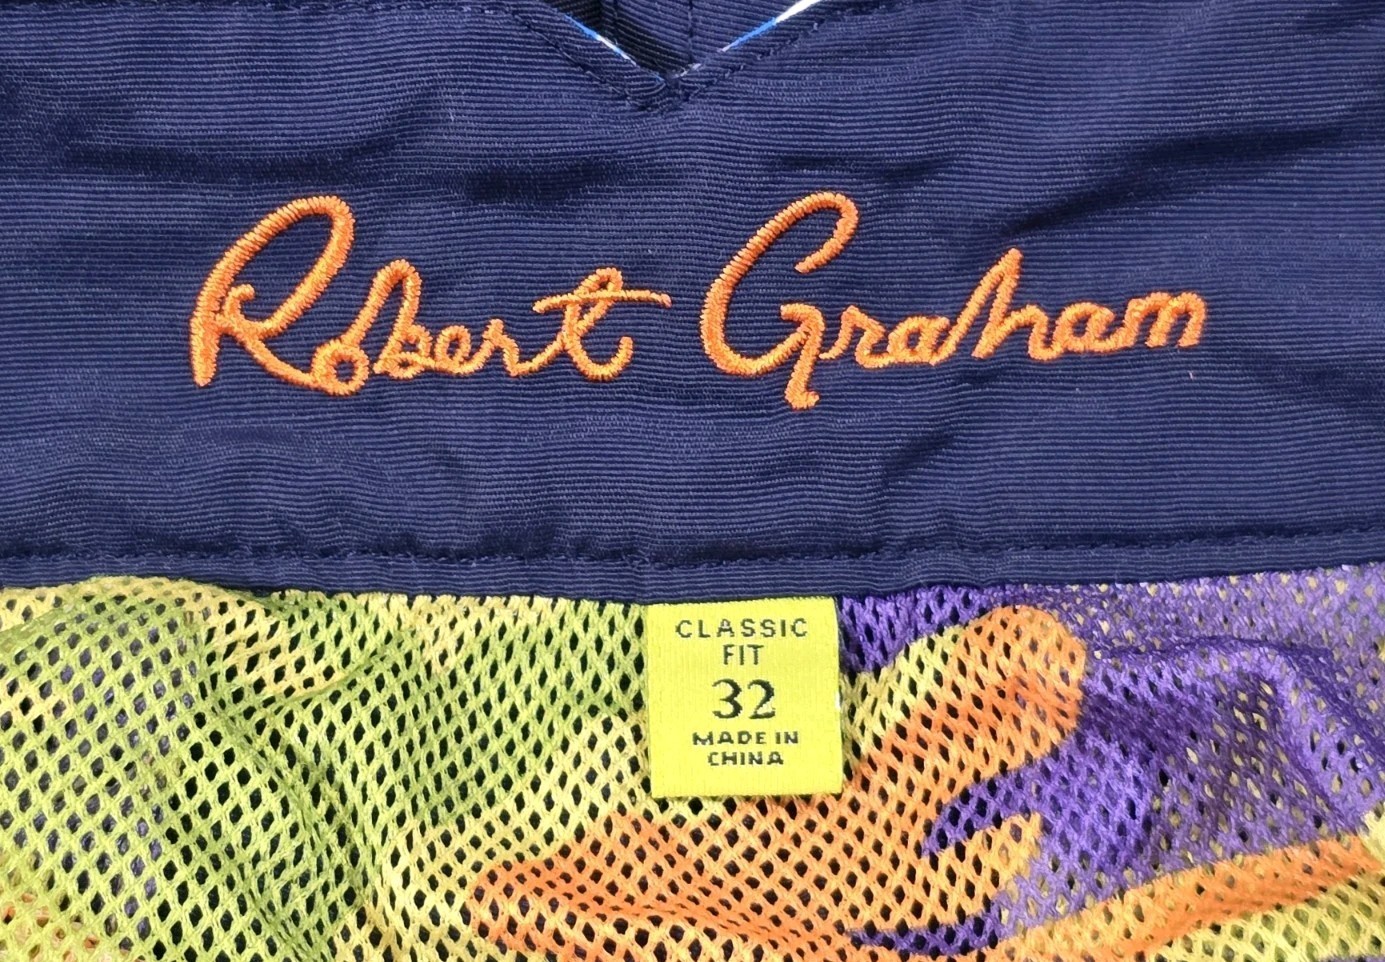 Robert Graham
CLASSIC
FIT
32
MADE IN
CHINA